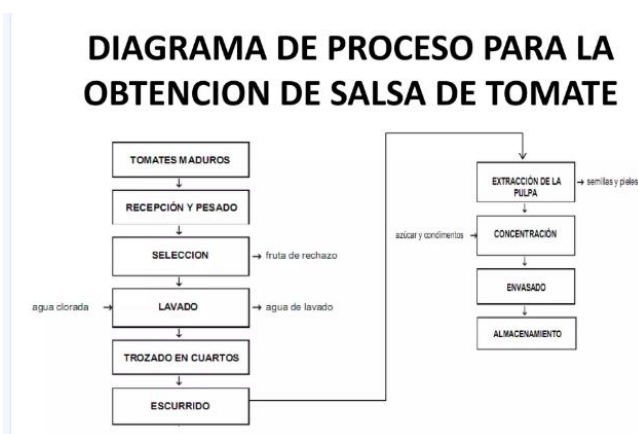 DIAGRAMA DE PROCESO PARA LA
OBTENCION DE SALSA DE TOMATE
TOMATES MADUROS
RECEPCIÓN Y PESADO
SELECCION
fruta de rechazo
agua clorada
LAVADO
agua de lavado
TROZADO EN CUARTOS
ESCURRIDO
EXTRACCIÓN DE LA
PULPA
semillas y pieles
azúcar y condimentos
CONCENTRACIÓN
ENVASADO
ALMACENAMIENTO